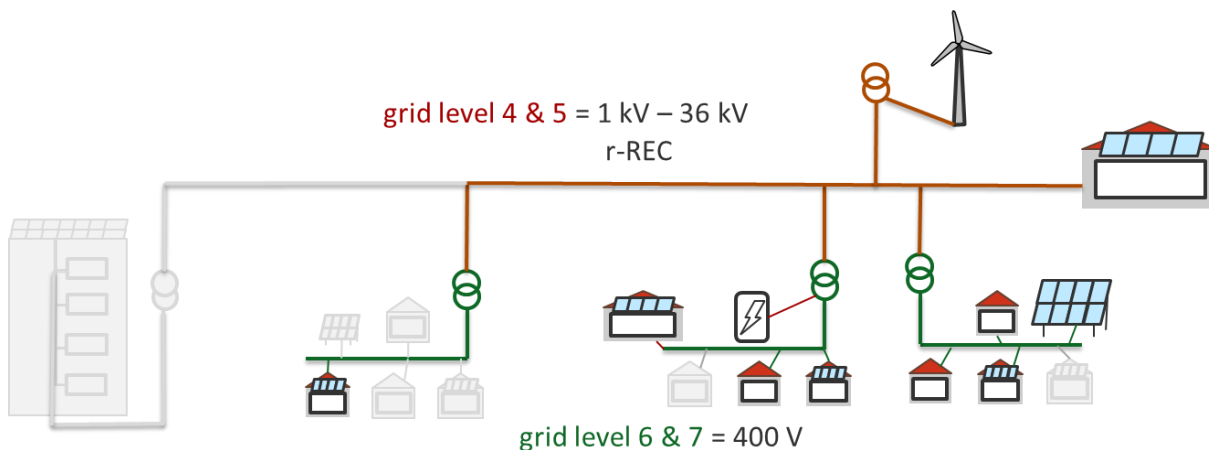 grid level 4 & 5 = 1 kV – 36 kV
r-REC
grid level 6 & 7 = 400 V